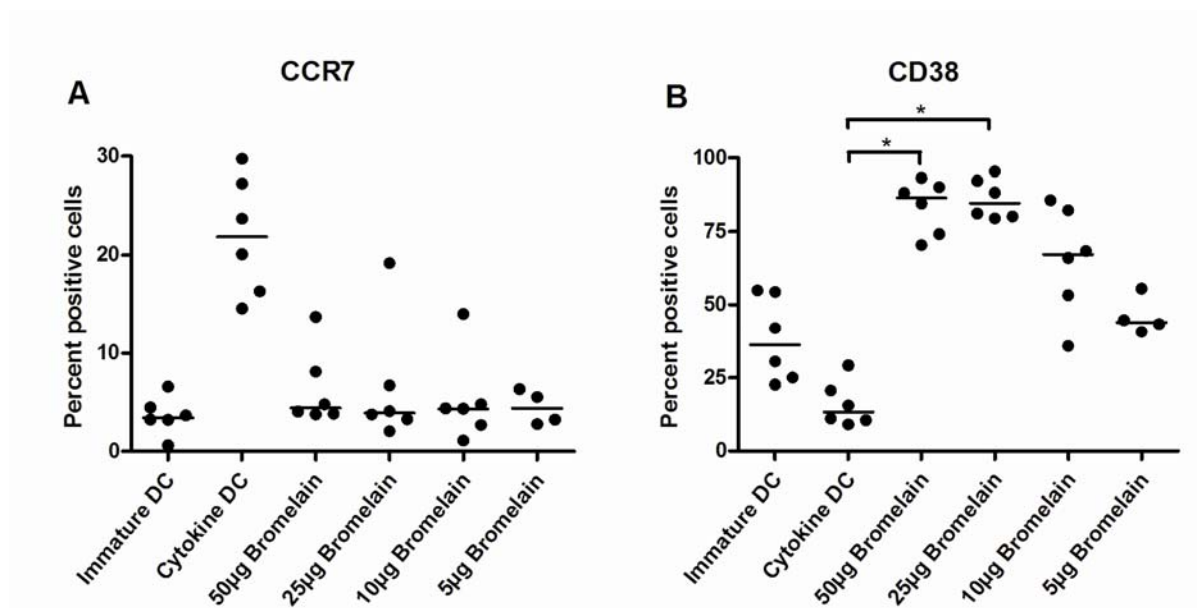 A
CCR7
Percent positive cells
30
20
10
0
Immature DC
Cytokine DC
50µg Bromelain
25µg Bromelain
10µg Bromelain
5µg Bromelain
B
CD38
*
*
Percent positive cells
100
75
50
25
0
Immature DC
Cytokine DC
50µg Bromelain
25µg Bromelain
10µg Bromelain
5µg Bromelain